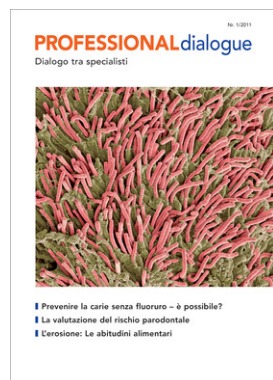 Nr. 1/2011
PROFESSIONALdialogue
Dialogo tra specialisti
Prevenire la carie senza fluoruro – è possibile?
La valutazione del rischio parodontale
L'erosione: Le abitudini alimentari